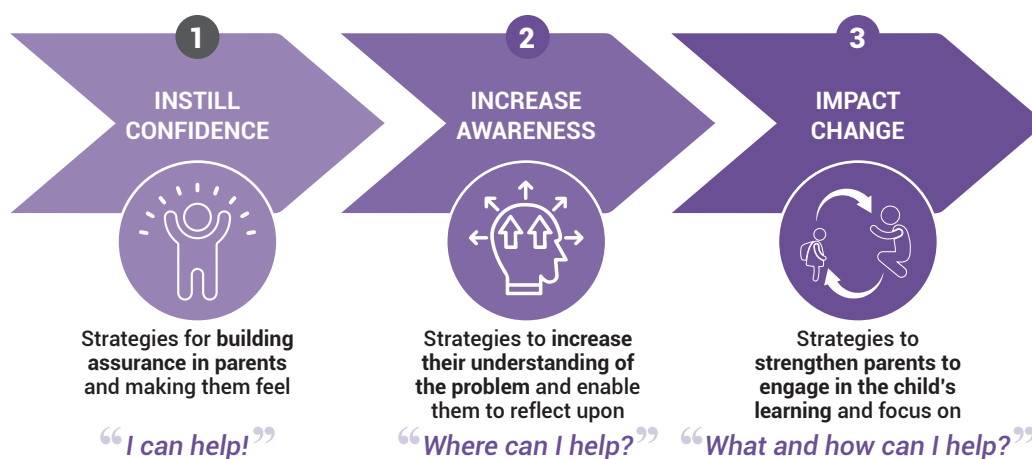 1
INSTILL
CONFIDENCE
Strategies for building
assurance in parents
and making them feel
“I can help!”
2
INCREASE
AWARENESS
Strategies to increase
their understanding of
the problem and enable
them to reflect upon
“Where can I help?”
3
IMPACT
CHANGE
Strategies to
strengthen parents to
engage in the child's
learning and focus on
“What and how can I help?”